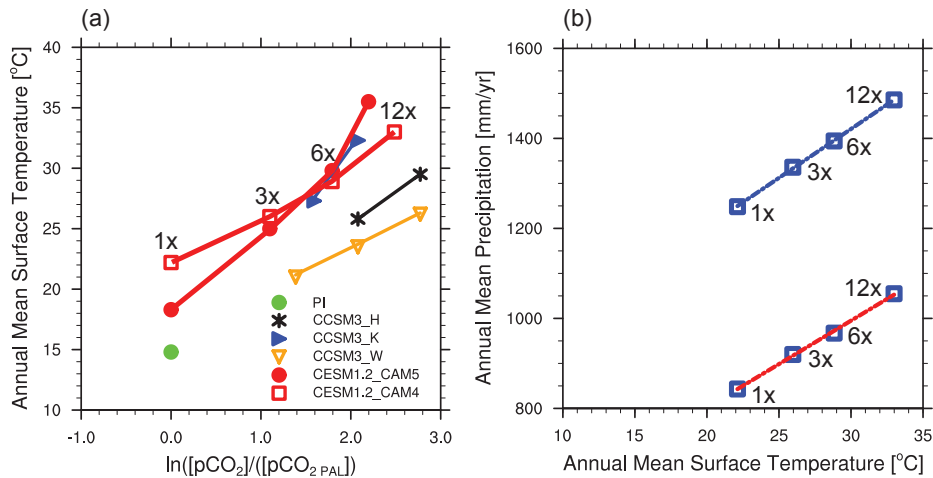 (a)
Annual Mean Surface Temperature [°C]
40
35
30
25
20
15
10
1x
3x
6x
12x
PI
CCSM3_H
CCSM3_K
CCSM3_W
CESM1.2_CAM5
CESM1.2_CAM4
-1.0
0.0
1.0
2.0
3.0
ln([pCO₂]/([pCO₂ PAL])
(b)
Annual Mean Precipitation [mm/yr]
1600
1400
1200
1000
800
12x
6x
3x
1x
12x
6x
3x
1x
10
15
20
25
30
35
Annual Mean Surface Temperature [°C]